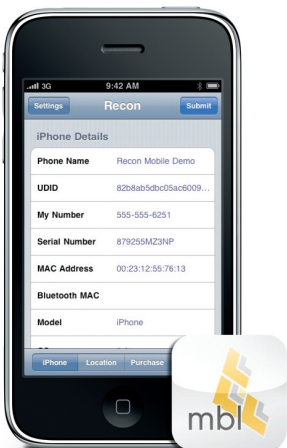 3G 9:42 AM
Settings Recon Submit
iPhone Details
Phone Name Recon Mobile Demo
UDID 82b8ab5dbc05ac6009...
My Number 555-555-6251
Serial Number 879255MZ3NP
MAC Address 00:23:12:55:76:13
Bluetooth MAC
Model iPhone
iPhone Location Purchase
mbl